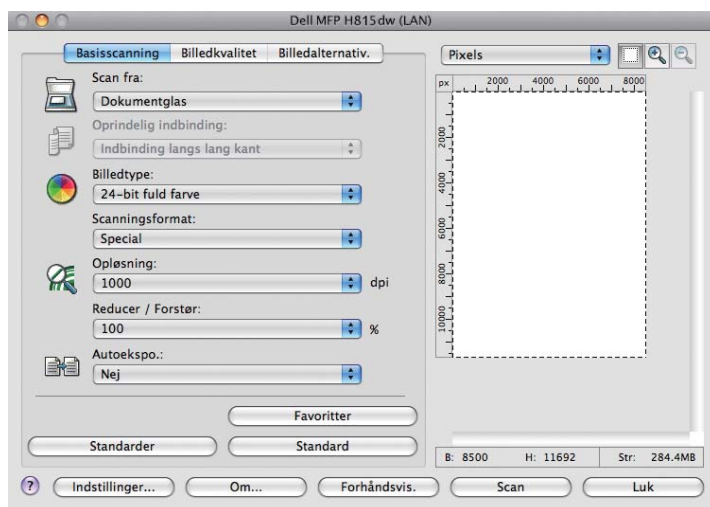 Dell MFP H815dw (LAN)
Basisscanning Billedkvalitet Billedalternativ.
Scan fra:
Dokumentglas
Oprindelig indbinding:
Indbinding langs lang kant
Billedtype:
24-bit fuld farve
Scanningsformat:
Special
Opløsning:
1000 dpi
Reducer / Forstør:
100 %
Autoekspo.:
Nej
Favoritter
Standarder Standard
Pixels
px 2000 4000 6000 8000
2000
4000
6000
8000
10000
B: 8500 H: 11692 Str: 284.4MB
? Indstillinger... Om... Forhåndsvis. Scan Luk